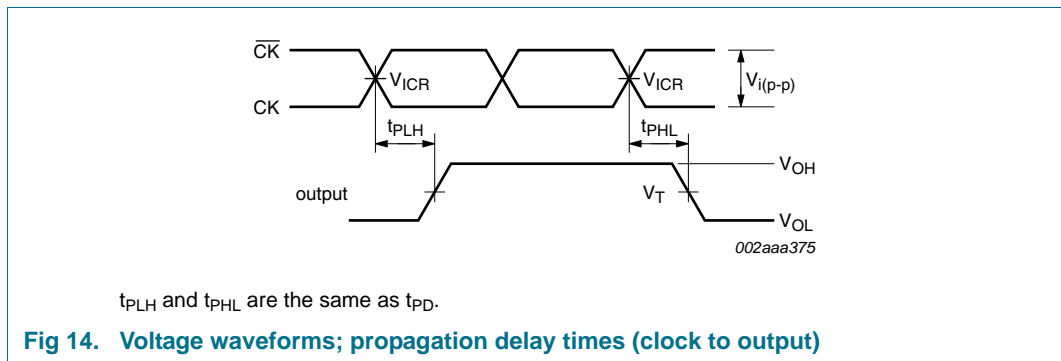 CK
V_ICR
V_ICR
V_i(p-p)
CK
t_PLH
t_PHL
V_OH
output
V_T
V_OL
002aaa375
t_PLH and t_PHL are the same as t_PD.
Fig 14. Voltage waveforms; propagation delay times (clock to output)